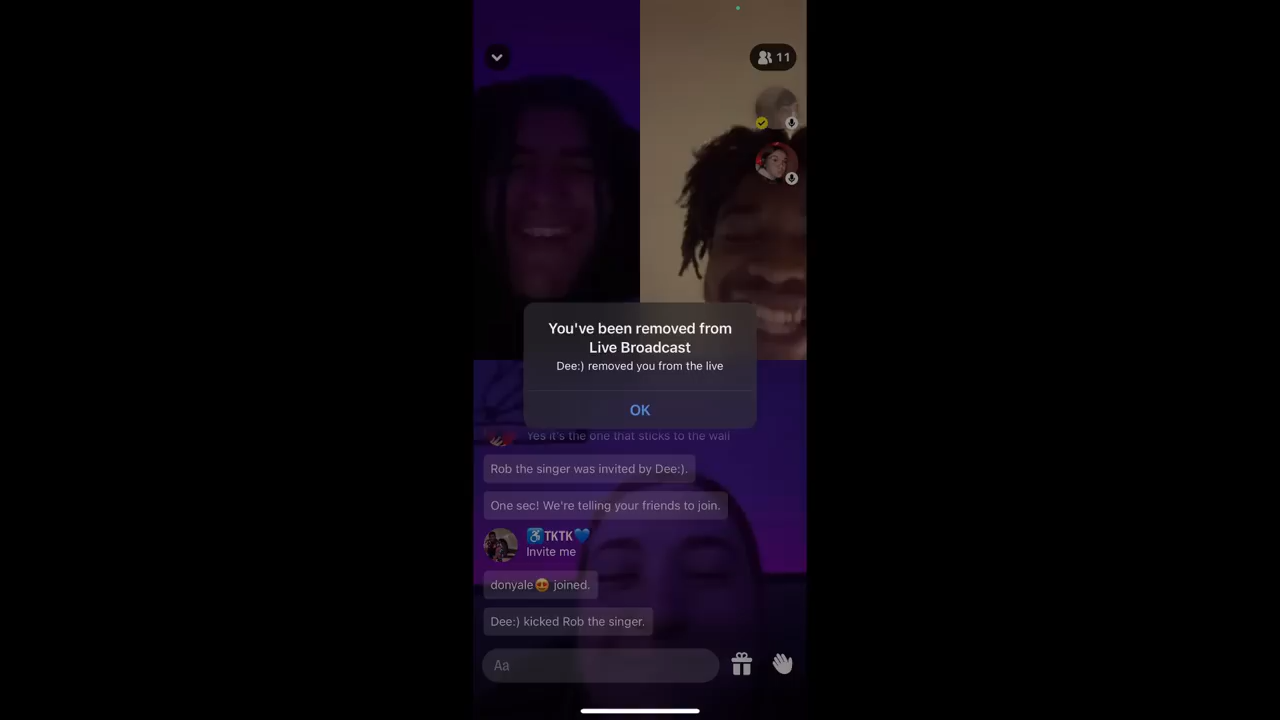 11
You've been removed from
Live Broadcast
Dee:) removed you from the live
OK
Yes it's the one that sticks to the wall
Rob the singer was invited by Dee:).
One sec! We're telling your friends to join.
♿TKTK💙
Invite me
donyale😍 joined.
Dee:) kicked Rob the singer.
Aa